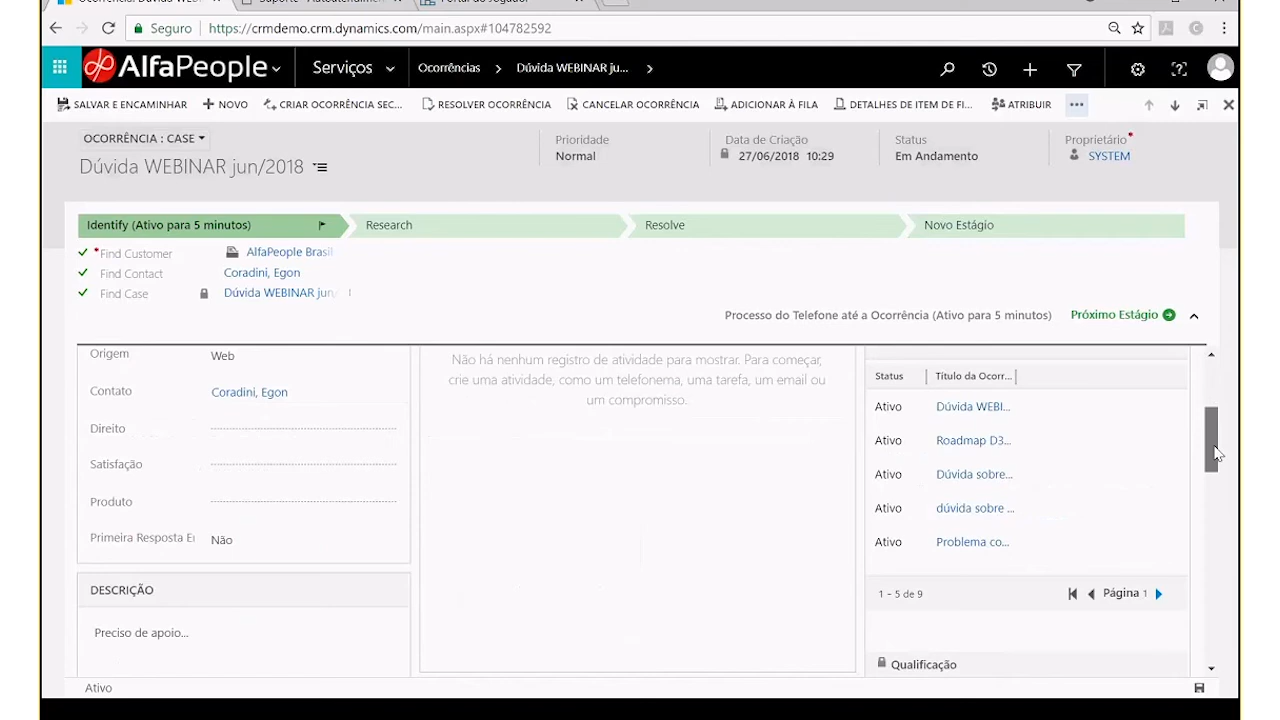 Seguro | https://crmdemo.crm.dynamics.com/main.aspx#104782592
AlfaPeople Serviços Ocorrências Dúvida WEBINAR ju...
SALVAR E ENCAMINHAR NOVO CRIAR OCORRÊNCIA SEC... RESOLVER OCORRÊNCIA CANCELAR OCORRÊNCIA ADICIONAR À FILA DETALHES DE ITEM DE FI... ATRIBUIR
OCORRÊNCIA : CASE
Dúvida WEBINAR jun/2018
Prioridade
Normal
Data de Criação
27/06/2018 10:29
Status
Em Andamento
Proprietário*
SYSTEM
Identify (Ativo para 5 minutos) Research Resolve Novo Estágio
*Find Customer AlfaPeople Brasil
Find Contact Coradini, Egon
Find Case Dúvida WEBINAR jun/
Processo do Telefone até a Ocorrência (Ativo para 5 minutos) Próximo Estágio
Origem Web
Contato Coradini, Egon
Direito
Satisfação
Produto
Primeira Resposta E Não
DESCRIÇÃO
Preciso de apoio...
Não há nenhum registro de atividade para mostrar. Para começar,
crie uma atividade, como um telefonema, uma tarefa, um email ou
um compromisso..
Status Título da Ocorr...
Ativo Dúvida WEBI...
Ativo Roadmap D3...
Ativo Dúvida sobre...
Ativo dúvida sobre ...
Ativo Problema co...
1 - 5 de 9 Página 1
Qualificação
Ativo